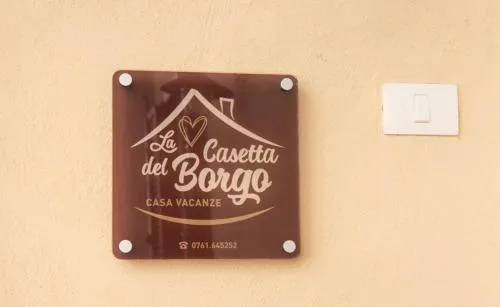 La Casetta
del Borgo
CASA VACANZE
☎ 0761.645252